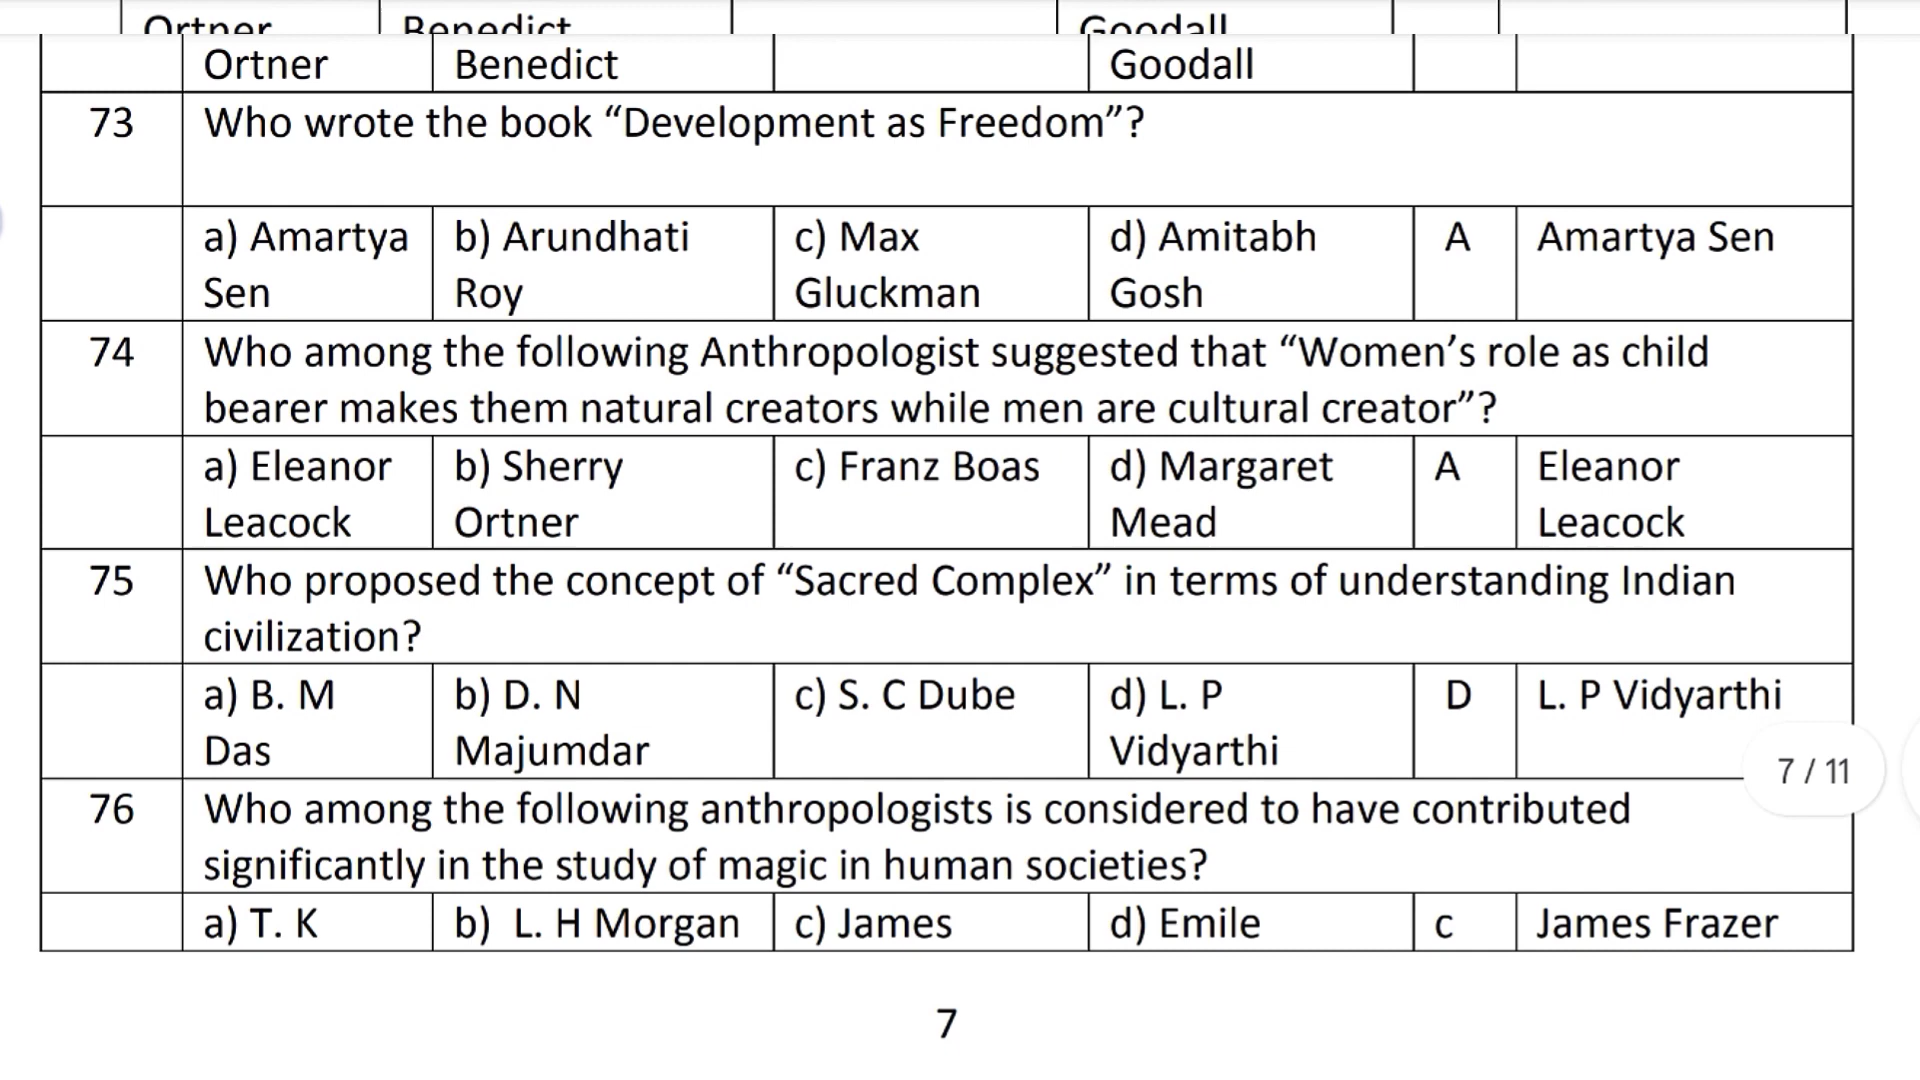 Ortner Benedict Goodall
Ortner Benedict Goodall
73 Who wrote the book “Development as Freedom”?
a) Amartya b) Arundhati c) Max d) Amitabh A Amartya Sen
Sen Roy Gluckman Gosh
74 Who among the following Anthropologist suggested that “Women’s role as child
bearer makes them natural creators while men are cultural creator”?
a) Eleanor b) Sherry c) Franz Boas d) Margaret A Eleanor
Leacock Ortner Mead Leacock
75 Who proposed the concept of “Sacred Complex” in terms of understanding Indian
civilization?
a) B. M b) D. N c) S. C Dube d) L. P D L. P Vidyarthi
Das Majumdar Vidyarthi
7 / 11
76 Who among the following anthropologists is considered to have contributed
significantly in the study of magic in human societies?
a) T. K b) L. H Morgan c) James d) Emile c James Frazer
7